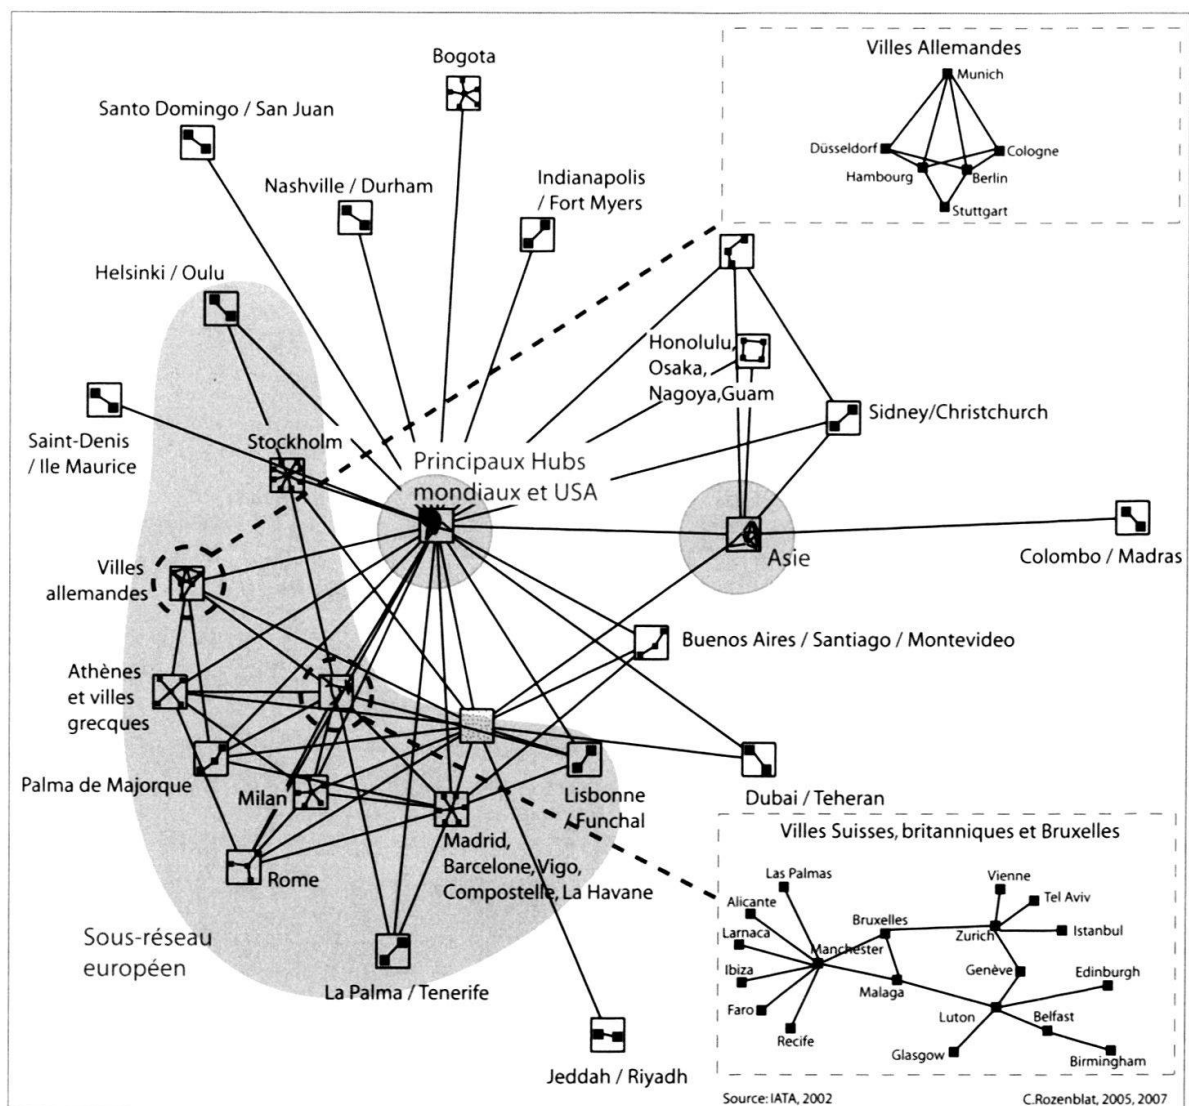 Bogota
Santo Domingo / San Juan
Nashville / Durham
Indianapolis
/ Fort Myers
Helsinki / Oulu
Villes Allemandes
Munich
Düsseldorf
Cologne
Hambourg
Berlin
Stuttgart
Honolulu,
Osaka,
Nagoya,Guam
Sidney/Christchurch
Saint-Denis
/ Ile Maurice
Stockholm
Principaux Hubs
mondiaux et USA
Asie
Colombo / Madras
Villes
allemandes
Buenos Aires / Santiago / Montevideo
Athènes
et villes
grecques
Palma de Majorque
Milan
Lisbonne
/ Funchal
Dubai / Teheran
Madrid,
Barcelone, Vigo,
Compostelle, La Havane
Rome
Sous-réseau
européen
La Palma / Tenerife
Jeddah / Riyadh
Villes Suisses, britanniques et Bruxelles
Las Palmas
Vienne
Alicante
Tel Aviv
Bruxelles
Larnaca
Zurich
Istanbul
Manchester
Ibiza
Genève
Edinburgh
Malaga
Faro
Luton
Belfast
Recife
Glasgow
Birmingham
Source: IATA, 2002
C.Rozenblat, 2005, 2007